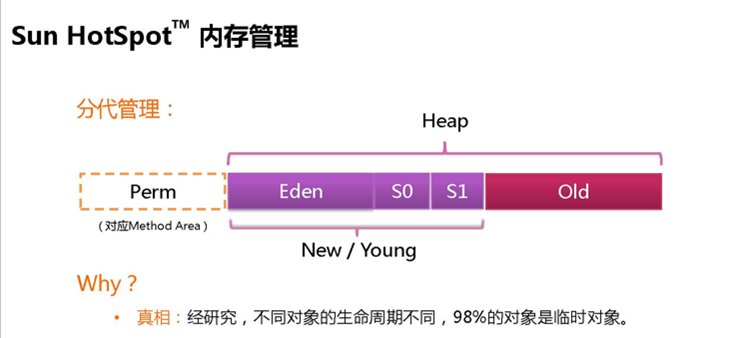 Sun HotSpot™ 内存管理
分代管理：
Heap
Perm Eden S0 S1 Old
（对应Method Area）
New / Young
Why？
• 真相：经研究，不同对象的生命周期不同，98%的对象是临时对象。